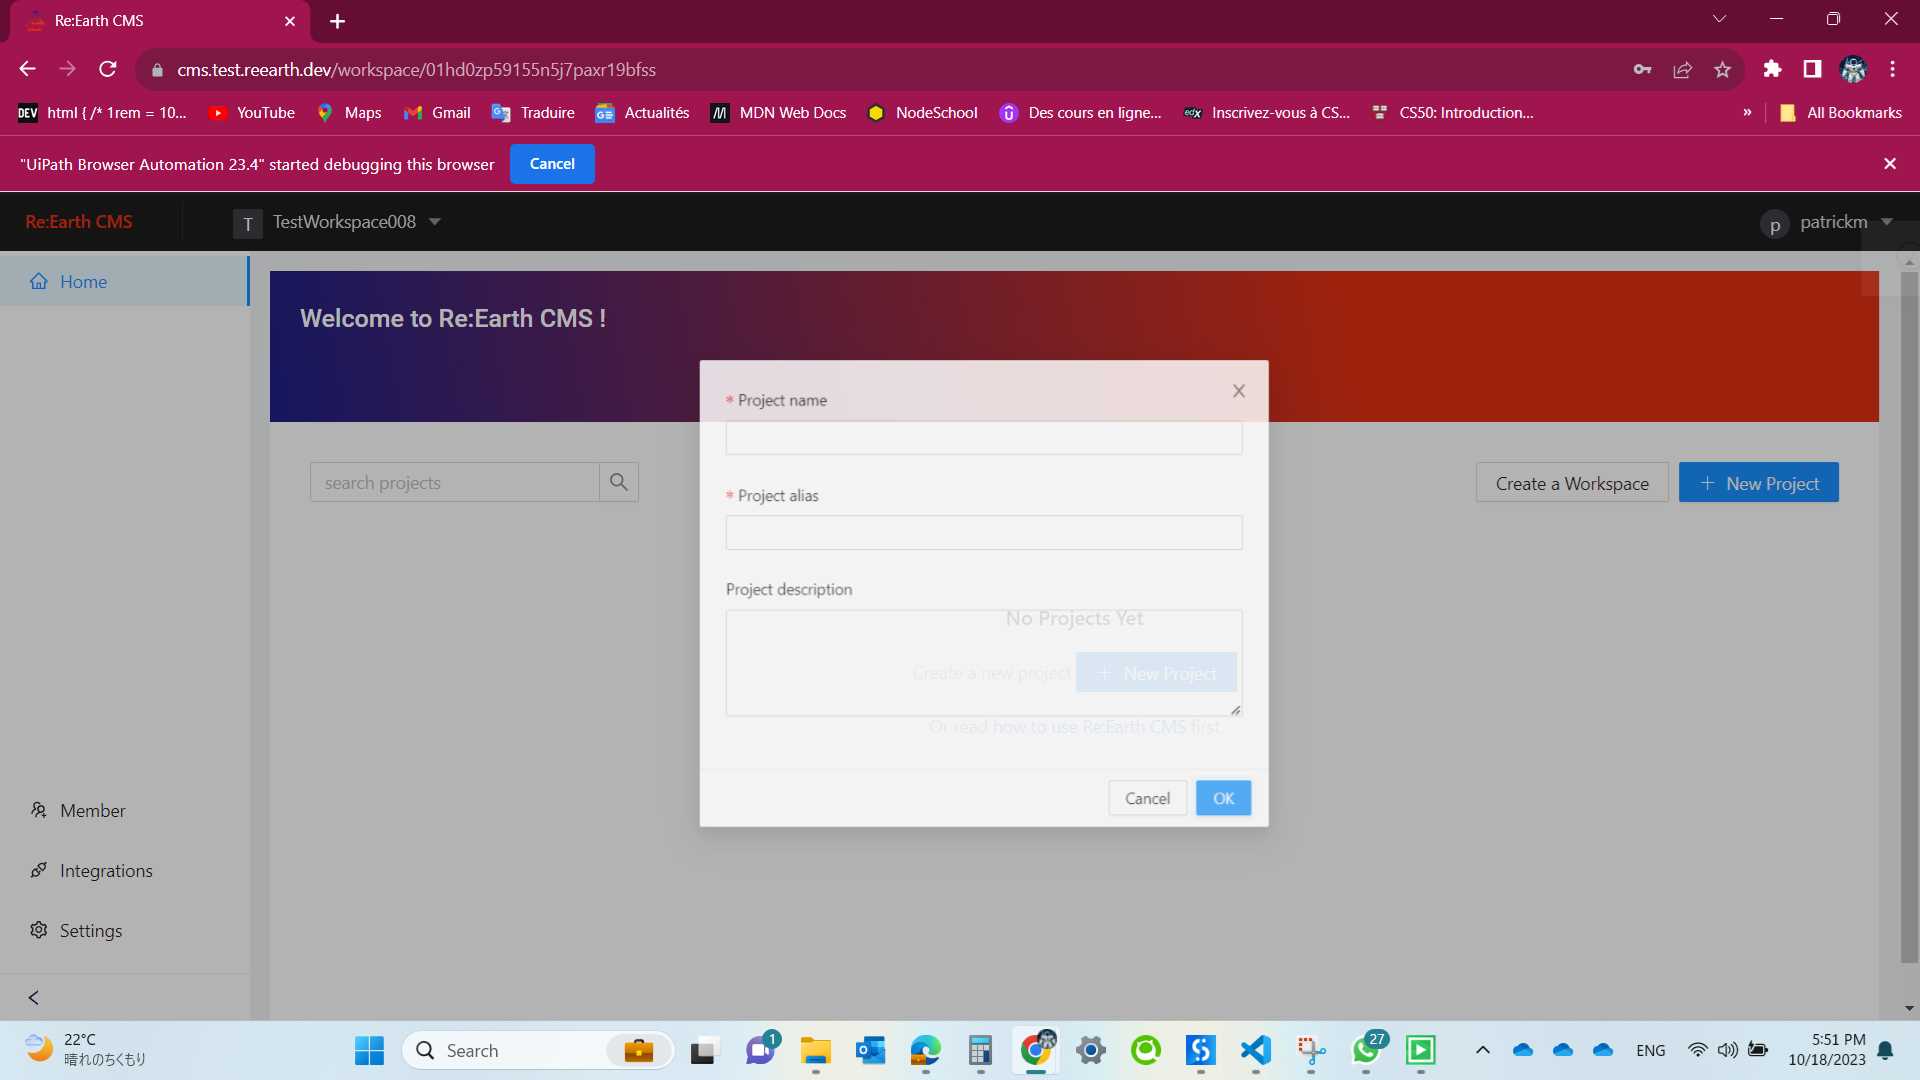 Re:Earth CMS
cms.test.reearth.dev/workspace/01hd0zp59155n5j7paxr19bfss
DEV html { /* 1rem = 10... YouTube Maps Gmail Traduire Actualités MDN Web Docs NodeSchool Des cours en ligne... edX Inscrivez-vous à CS... CS50: Introduction... » All Bookmarks
"UiPath Browser Automation 23.4" started debugging this browser Cancel
Re:Earth CMS T TestWorkspace008 p patrickm
Home
Welcome to Re:Earth CMS !
* Project name
search projects
Create a Workspace
+ New Project
* Project alias
Project description
No Projects Yet
Create a new project + New Project
Or read how to use Re:Earth CMS first
Cancel OK
Member
Integrations
Settings
22°C
晴れのちくもり
Search
1
27
ENG
5:51 PM
10/18/2023